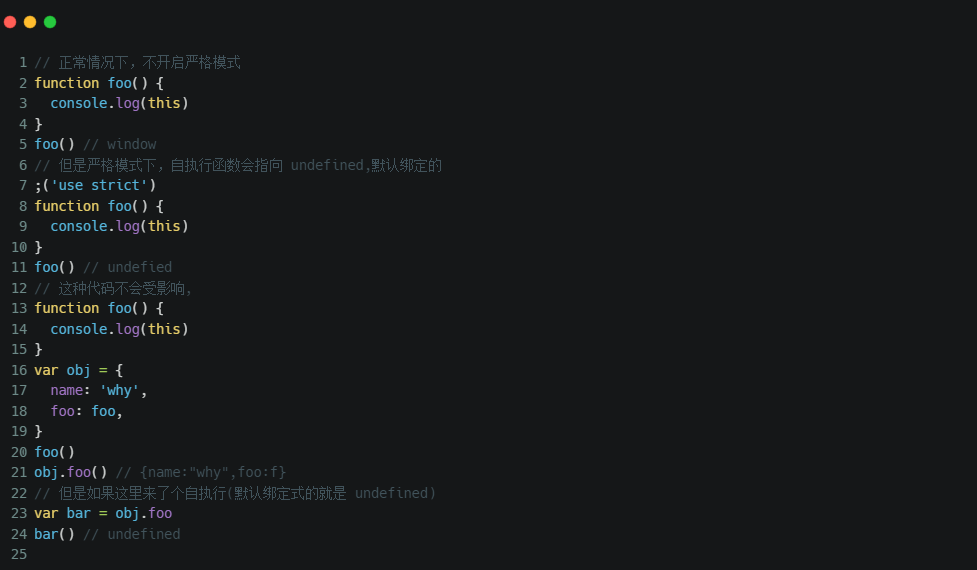 1 // 正常情况下，不开启严格模式
2 function foo() {
3   console.log(this)
4 }
5 foo() // window
6 // 但是严格模式下，自执行函数会指向 undefined,默认绑定的
7 ;('use strict')
8 function foo() {
9   console.log(this)
10 }
11 foo() // undefied
12 // 这种代码不会受影响，
13 function foo() {
14   console.log(this)
15 }
16 var obj = {
17   name: 'why',
18   foo: foo,
19 }
20 foo()
21 obj.foo() // {name:"why",foo:f}
22 // 但是如果这里来了个自执行(默认绑定式的就是 undefined)
23 var bar = obj.foo
24 bar() // undefined
25